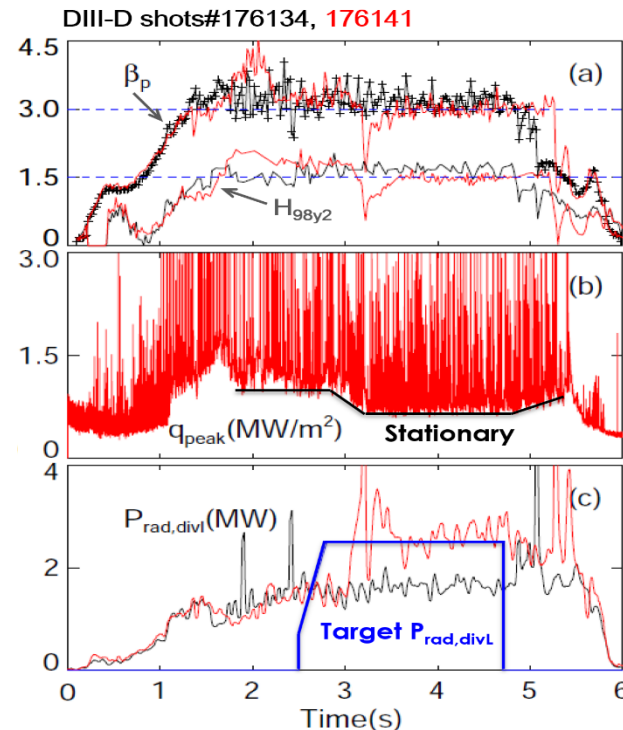 DIII-D shots#176134, 176141
4.5
(a)
βp
3.0
1.5
H98y2
0
3.0
(b)
1.5
qpeak(MW/m²)
Stationary
0
4
(c)
Prad,divl(MW)
2
Target Prad,divL
0
0 1 2 3 4 5 6
Time(s)